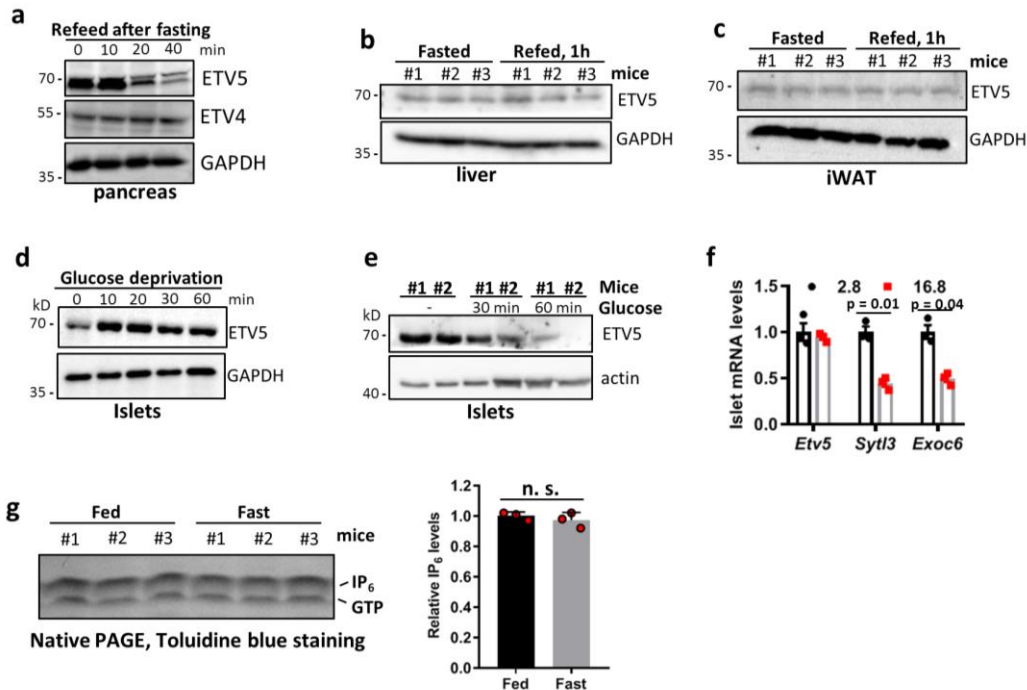 a
Refeed after fasting
0 10 20 40 min
70 - ETV5
55 - ETV4
35 - GAPDH
pancreas
b
Fasted Refed, 1h
#1 #2 #3 #1 #2 #3 mice
70 - ETV5
35 - GAPDH
liver
c
Fasted Refed, 1h
#1 #2 #3 #1 #2 #3 mice
70 - ETV5
35 - GAPDH
iWAT
d
Glucose deprivation
kD 0 10 20 30 60 min
70 - ETV5
35 - GAPDH
Islets
e
#1 #2 #1 #2 #1 #2 Mice
kD - 30 min 60 min Glucose
70 - ETV5
40 - actin
Islets
f
2.8 16.8
p = 0.01 p = 0.04
Islet mRNA levels
1.5
1.0
0.5
0.0
Etv5 Sytl3 Exoc6
g
Fed Fast
#1 #2 #3 #1 #2 #3 mice
IP6
GTP
Native PAGE, Toluidine blue staining
n. s.
Relative IP6 levels
1.2
1.0
0.8
0.6
0.4
0.2
0.0
Fed Fast